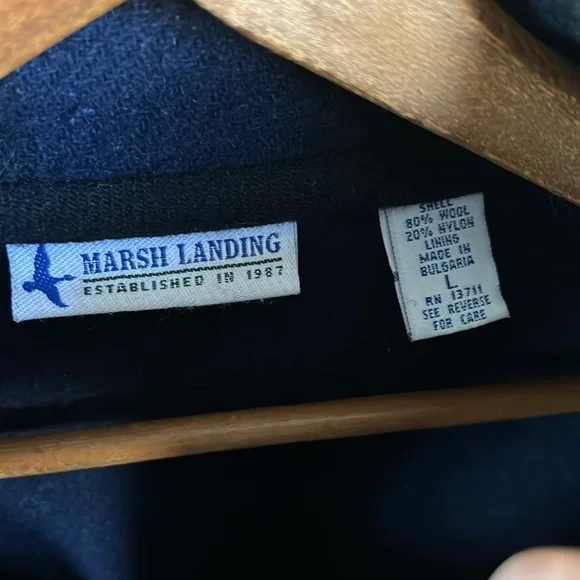 MARSH LANDING
ESTABLISHED IN 1987
SHELL
80% WOOL
20% NYLON
LINING
MADE IN
BULGARIA
L
RN 13711
SEE REVERSE
FOR CARE